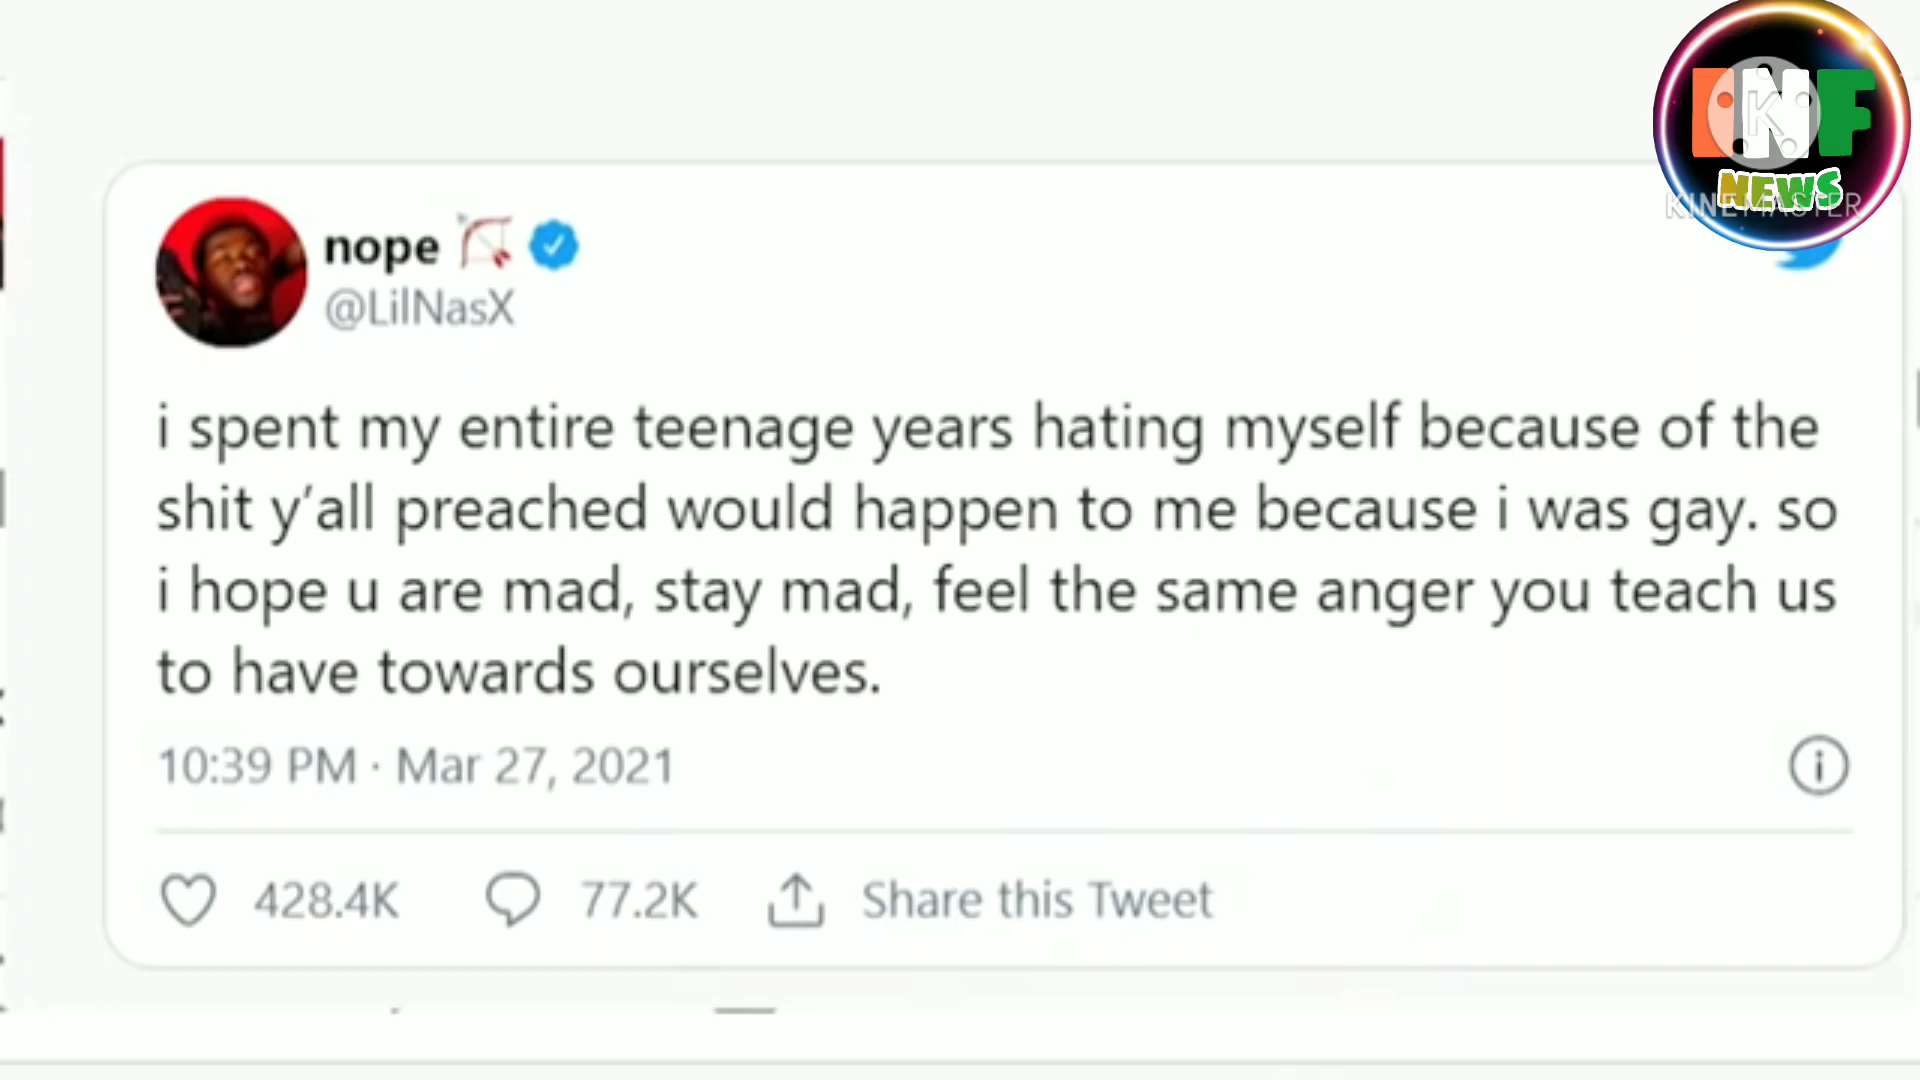 INF
NEWS
KINEMASTER
nope
@LilNasX
i spent my entire teenage years hating myself because of the
shit y’all preached would happen to me because i was gay. so
i hope u are mad, stay mad, feel the same anger you teach us
to have towards ourselves.
10:39 PM · Mar 27, 2021
428.4K 77.2K Share this Tweet